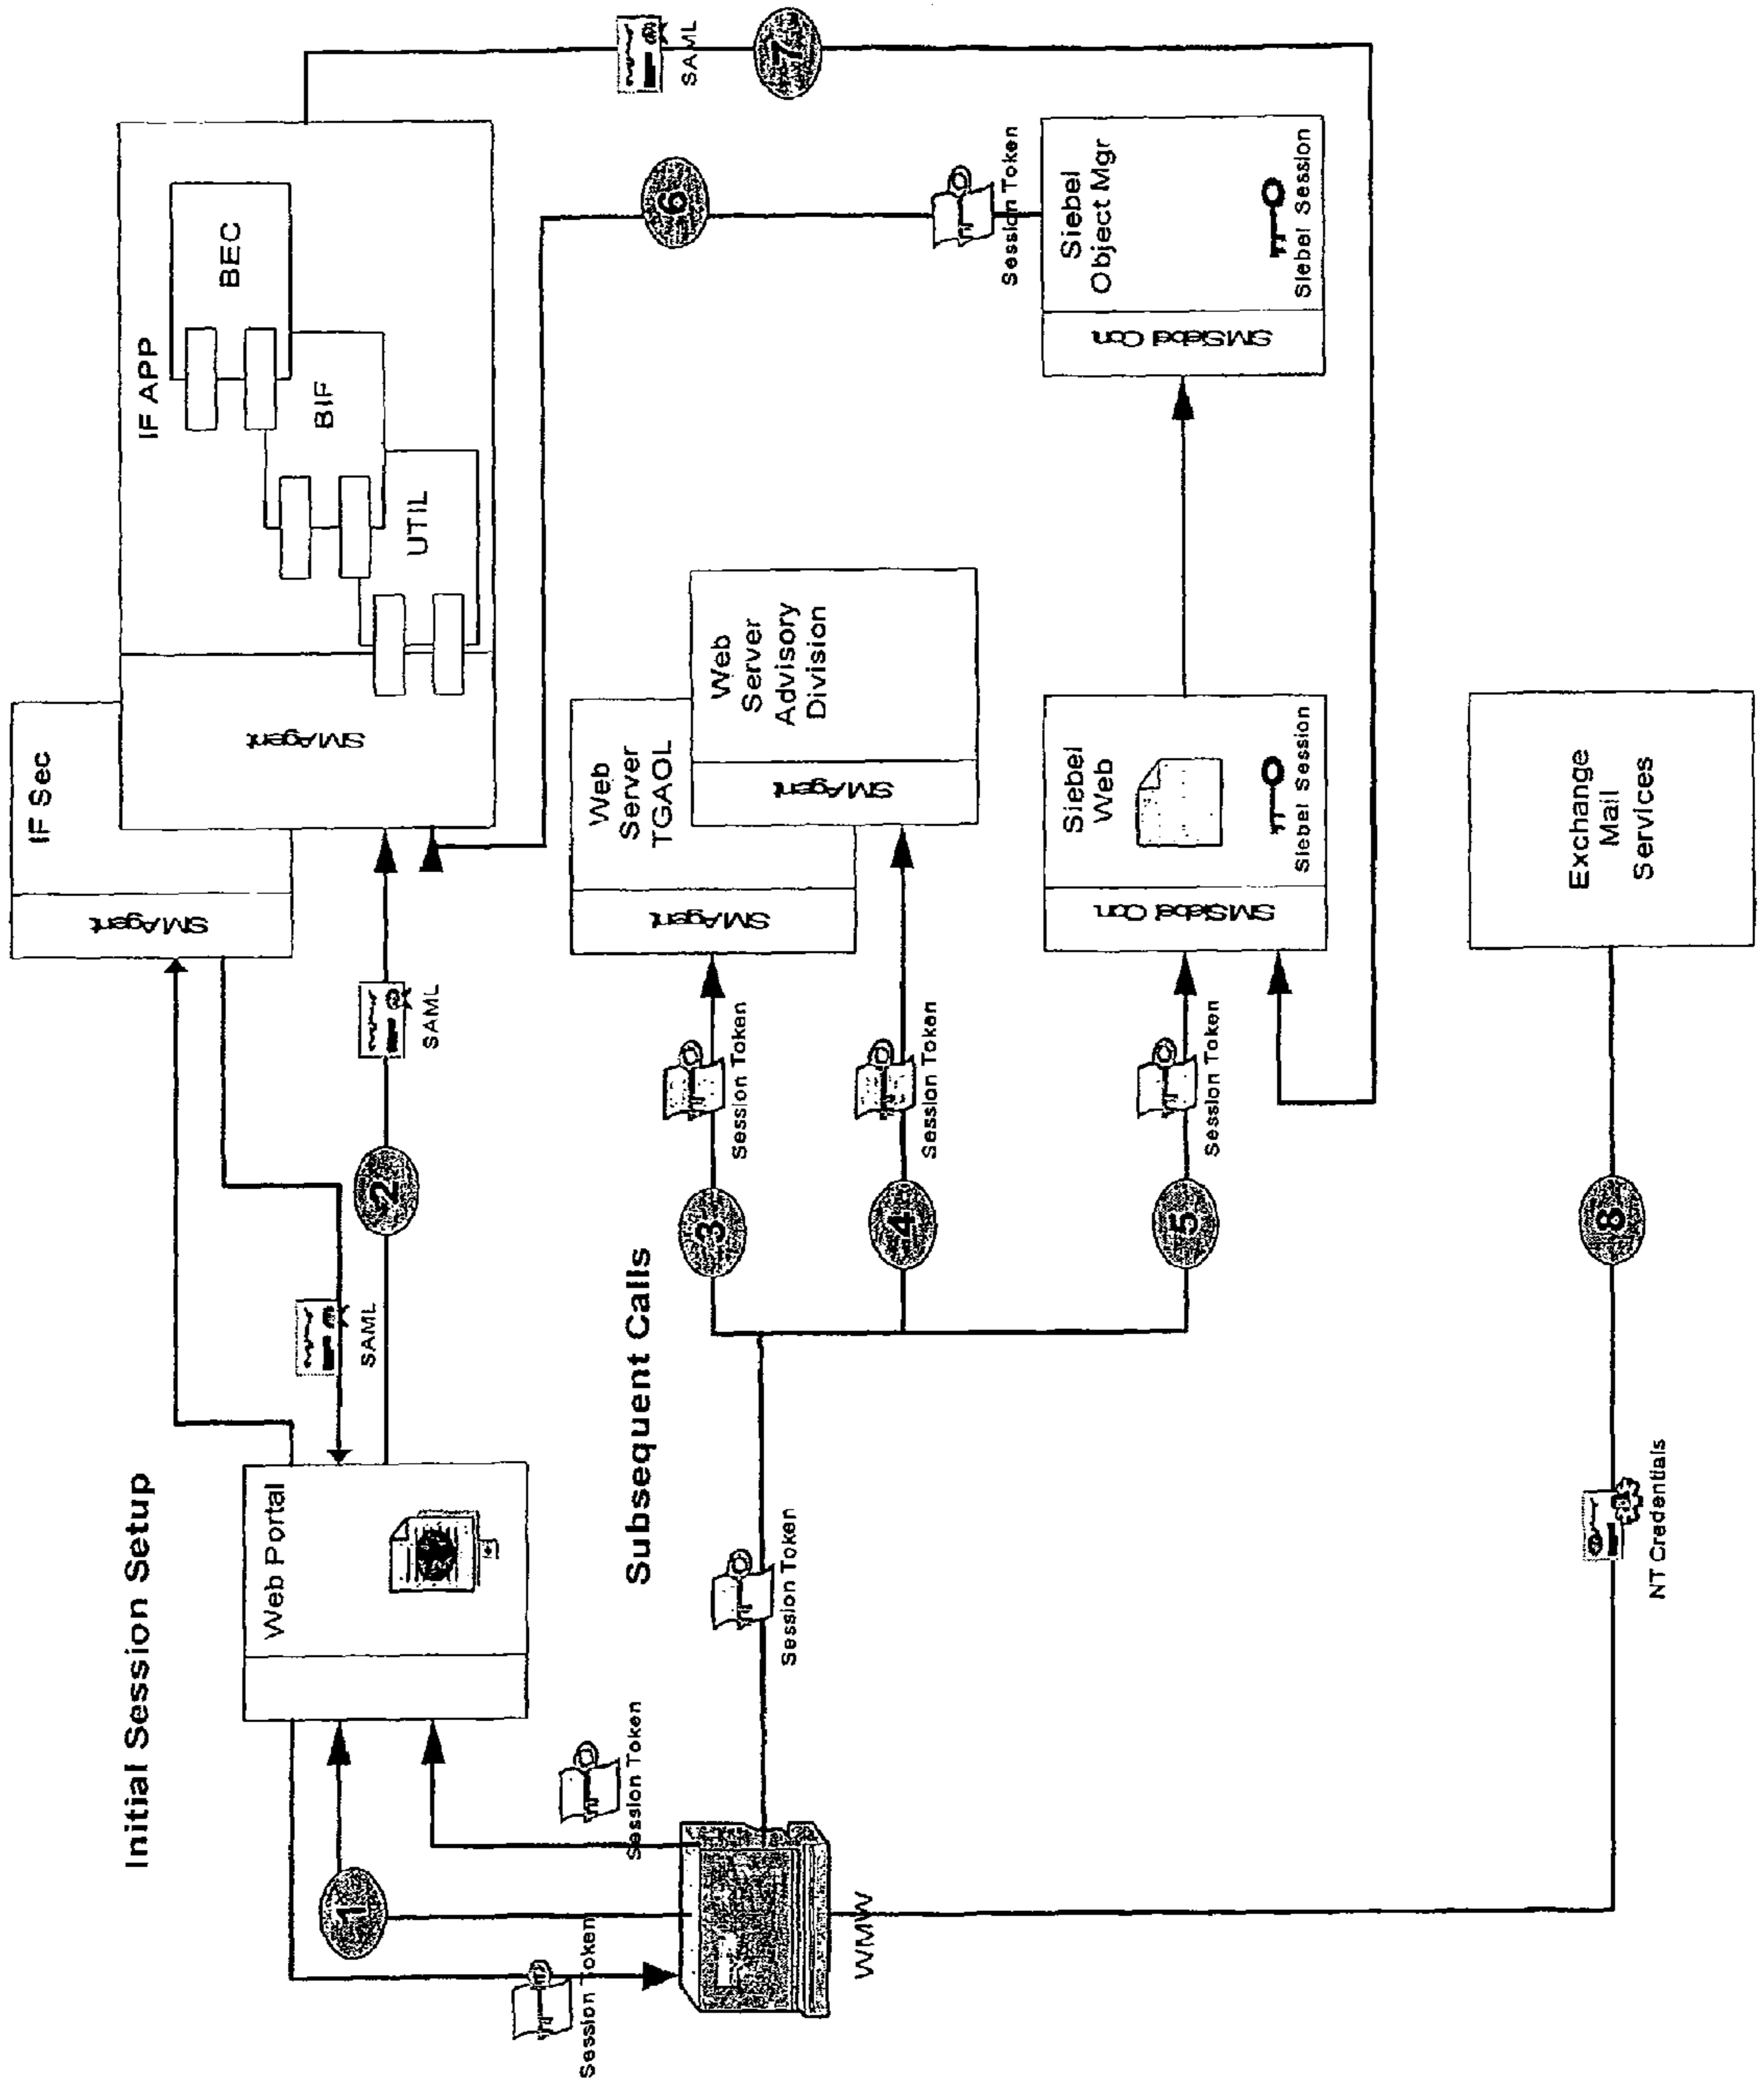 Initial Session Setup
IF Sec
SMAgent
IF APP
BEC
BIF
UTIL
SMAgent
Web Portal
SAML
2
SAML
1
Session Token
Session Token
WMW
Subsequent Calls
Session Token
3
Session Token
4
Session Token
5
Session Token
Web
Server
TGAOL
SMAgent
Web
Server
Advisory
Division
SMAgent
6
Session Token
SAML
7
Siebel
Web
SMSiebel Con.
Siebel Session
Siebel
Object Mgr
SMSiebel Con.
Siebel Session
NT Credentials
8
Exchange
Mail
Services